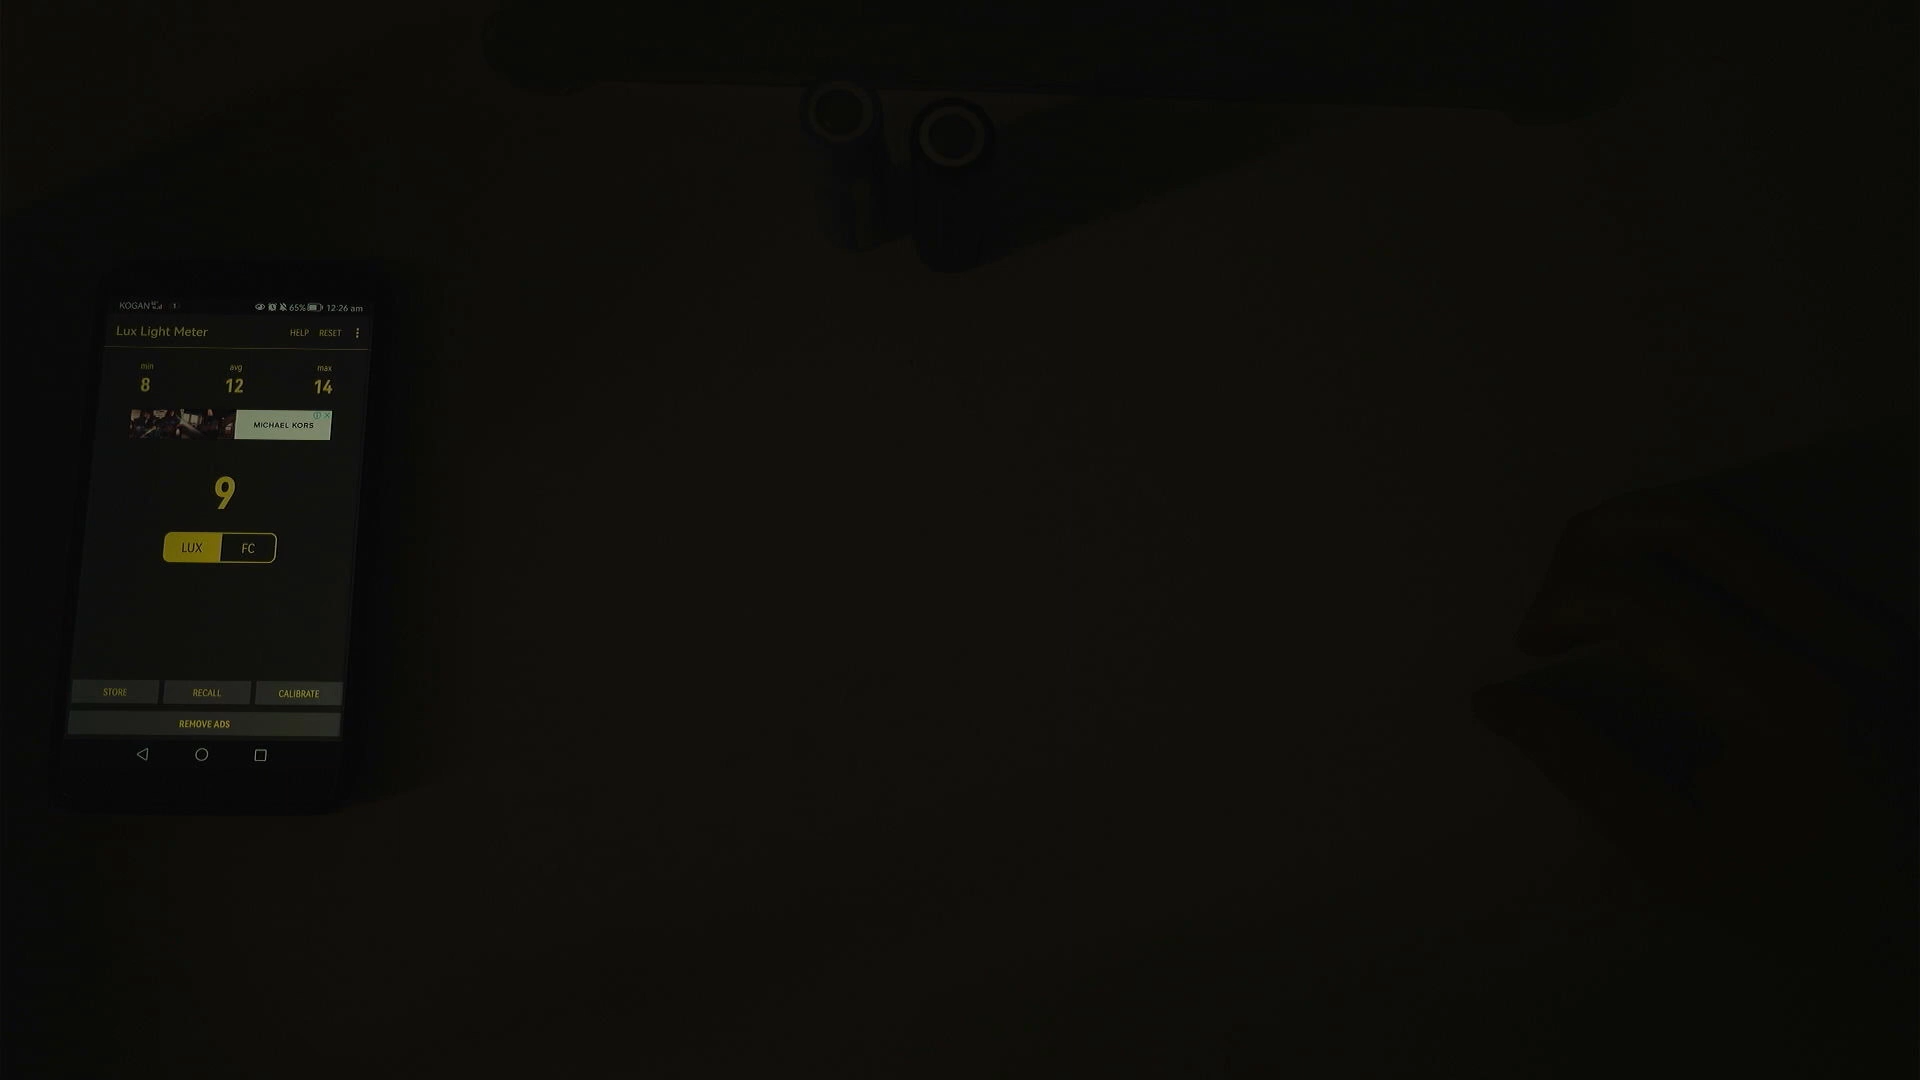 KOGAN 1 65% 12:26 am
Lux Light Meter HELP RESET
min avg max
8 12 14
MICHAEL KORS
9
LUX FC
STORE RECALL CALIBRATE
REMOVE ADS